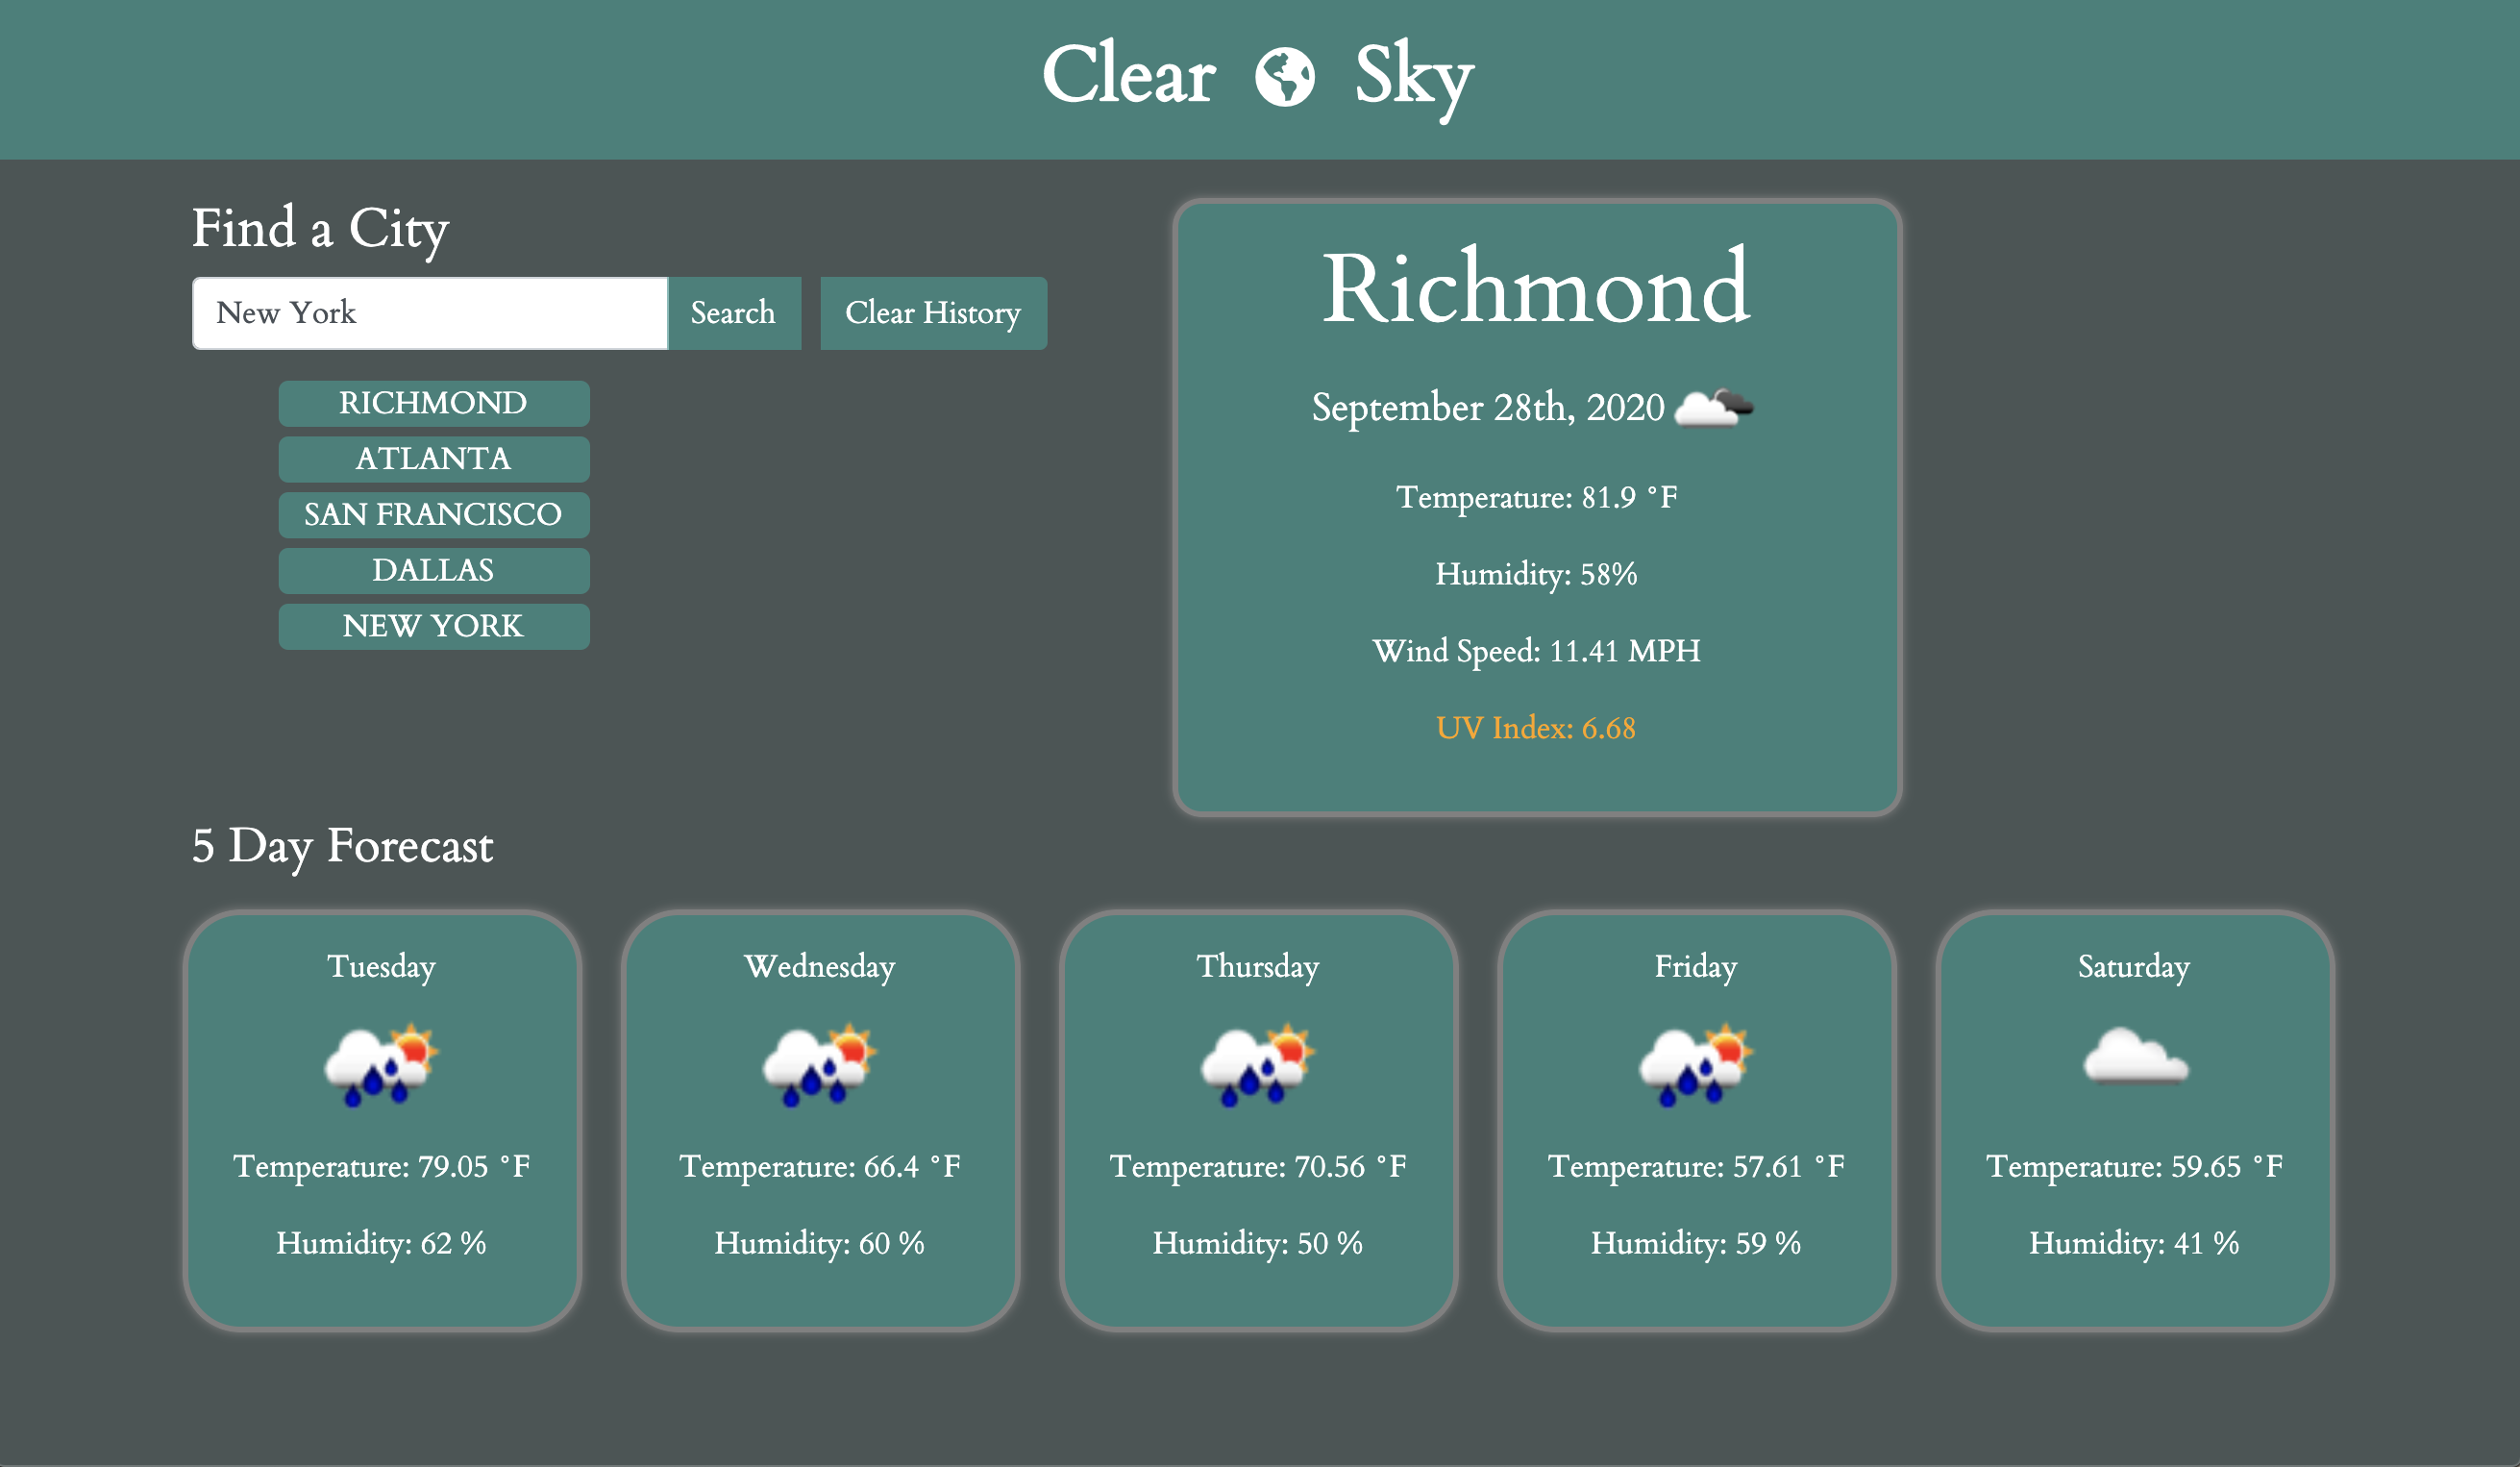 Clear Sky
Find a City
New York
Search
Clear History
RICHMOND
ATLANTA
SAN FRANCISCO
DALLAS
NEW YORK
Richmond
September 28th, 2020
Temperature: 81.9 °F
Humidity: 58%
Wind Speed: 11.41 MPH
UV Index: 6.68
5 Day Forecast
Tuesday
Temperature: 79.05 °F
Humidity: 62 %
Wednesday
Temperature: 66.4 °F
Humidity: 60 %
Thursday
Temperature: 70.56 °F
Humidity: 50 %
Friday
Temperature: 57.61 °F
Humidity: 59 %
Saturday
Temperature: 59.65 °F
Humidity: 41 %